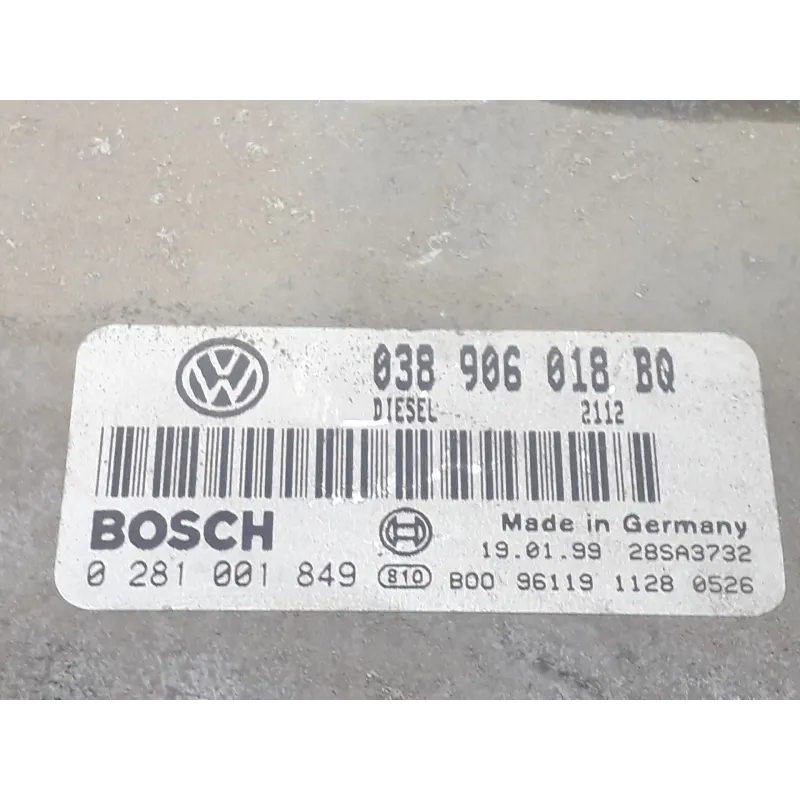 038 906 018 BQ
DIESEL 2112
BOSCH
Made in Germany
19.01.99 28SA3732
0 281 001 849 810 B00 96119 1128 0526